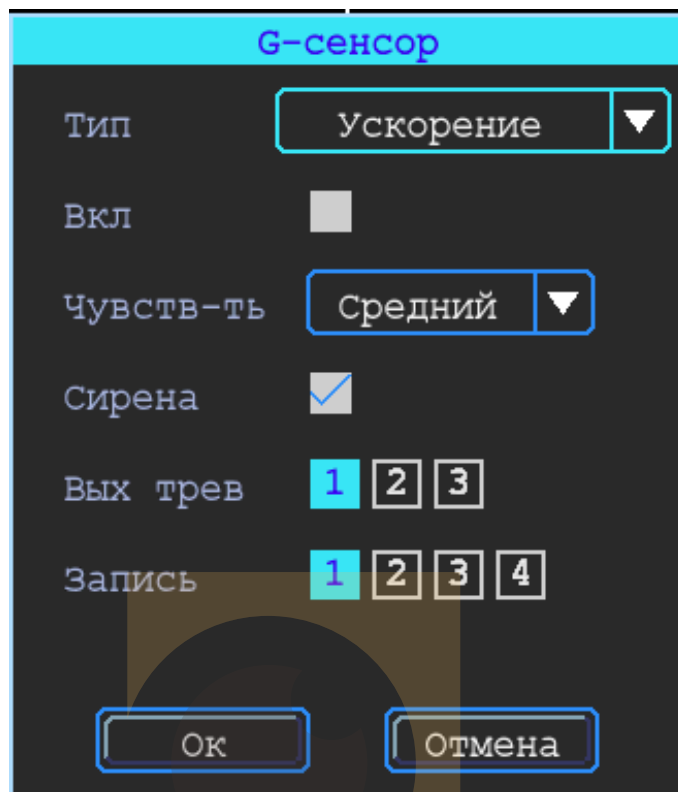 G-сенсор
Тип Ускорение
Вкл
Чувств-ть Средний
Сирена
Вых трев 1 2 3
Запись 1 2 3 4
Ок Отмена